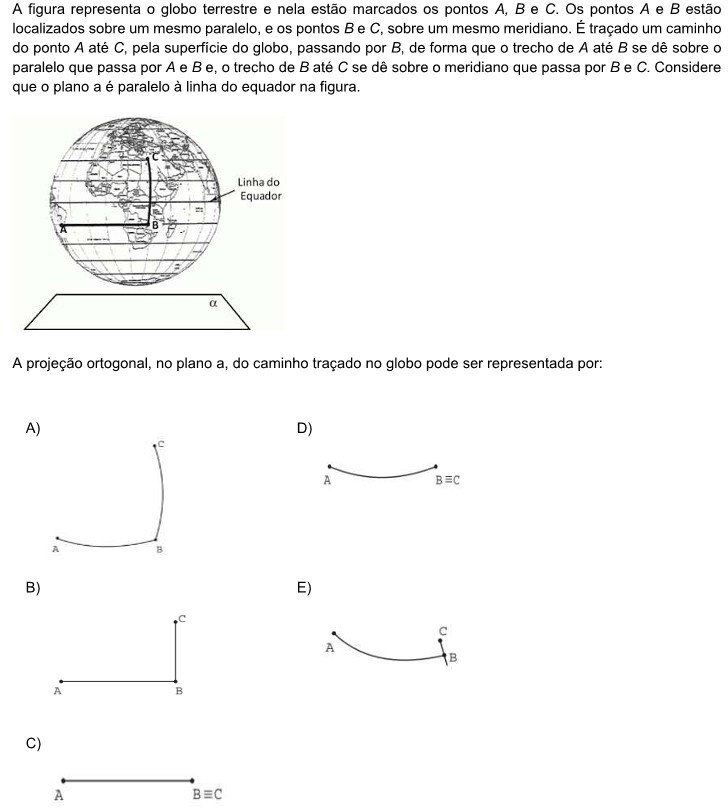 A figura representa o globo terrestre e nela estão marcados os pontos A, B e C. Os pontos A e B estão
localizados sobre um mesmo paralelo, e os pontos B e C, sobre um mesmo meridiano. É traçado um caminho
do ponto A até C, pela superfície do globo, passando por B, de forma que o trecho de A até B se dê sobre o
paralelo que passa por A e B e, o trecho de B até C se dê sobre o meridiano que passa por B e C. Considere
que o plano a é paralelo à linha do equador na figura.
C
Linha do
Equador
A
B
α
A projeção ortogonal, no plano a, do caminho traçado no globo pode ser representada por:
A)
C
A
B
D)
A
B≡C
B)
C
A
B
E)
C
A
B
C)
A
B≡C